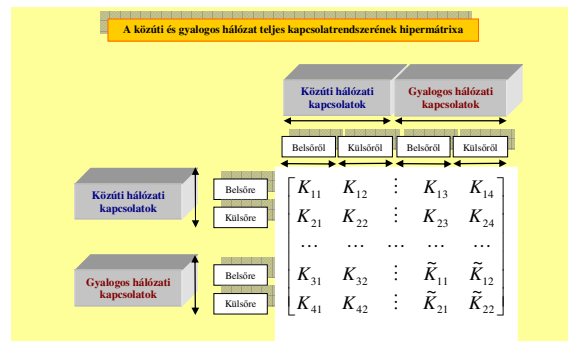 A közúti és gyalogos hálózat teljes kapcsolatrendszerének hipermátrixa
Közúti hálózati
kapcsolatok
Gyalogos hálózati
kapcsolatok
Belsőről
Külsőről
Belsőről
Külsőről
Közúti hálózati
kapcsolatok
Belsőre
Külsőre
Gyalogos hálózati
kapcsolatok
Belsőre
Külsőre
K₁₁ K₁₂ ⋮ K₁₃ K₁₄
K₂₁ K₂₂ ⋮ K₂₃ K₂₄
⋯ ⋯ ⋯ ⋯ ⋯
K₃₁ K₃₂ ⋮ K̃₁₁ K̃₁₂
K₄₁ K₄₂ ⋮ K̃₂₁ K̃₂₂